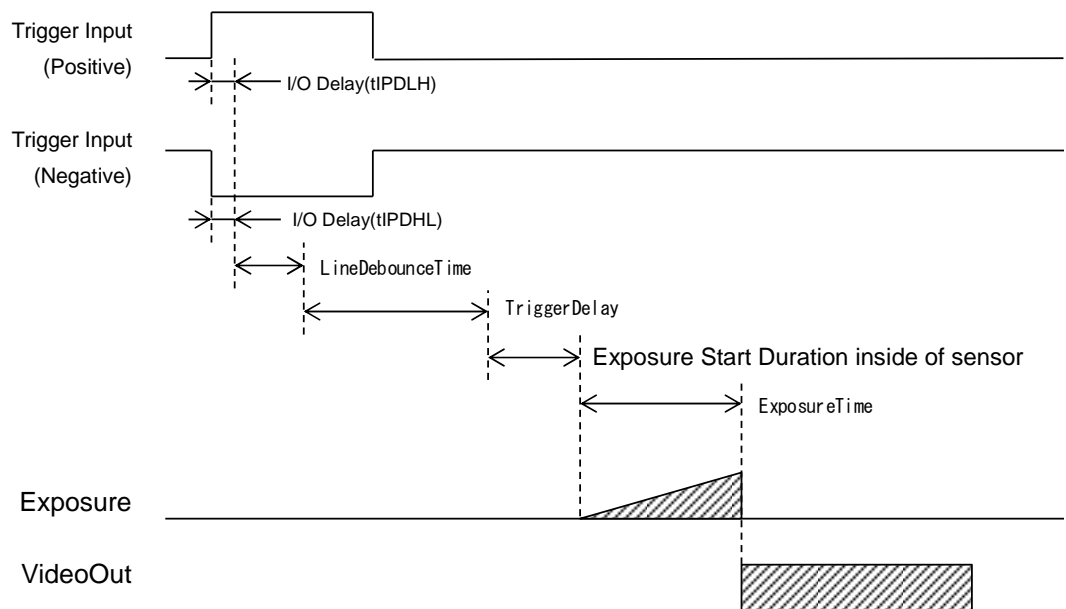 Trigger Input
(Positive)
I/O Delay(tIPDLH)
Trigger Input
(Negative)
I/O Delay(tIPDHL)
LineDebounceTime
TriggerDelay
Exposure Start Duration inside of sensor
ExposureTime
Exposure
VideoOut